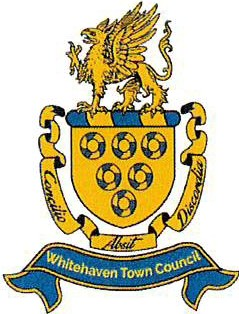 Concilio
Absit
Discordia
Whitehaven Town Council